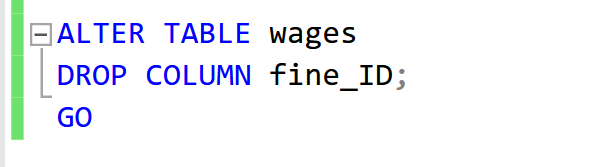 ALTER TABLE wages
DROP COLUMN fine_ID;
GO